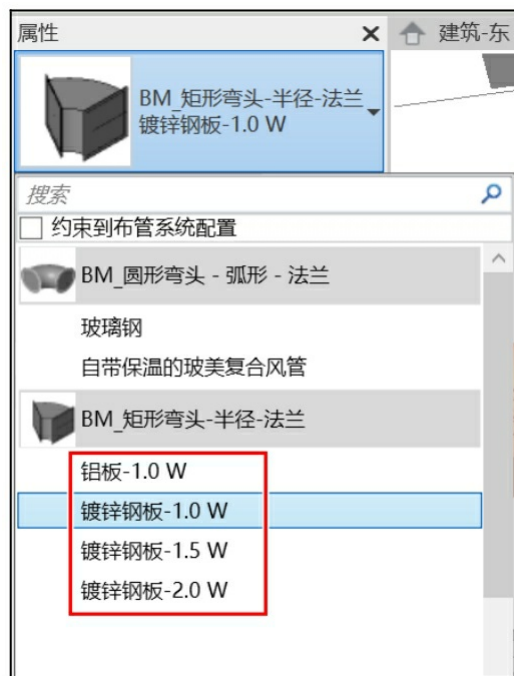 属性
建筑-东
BM_矩形弯头-半径-法兰
镀锌钢板-1.0 W
搜索
约束到布管系统配置
BM_圆形弯头 - 弧形 - 法兰
玻璃钢
自带保温的玻美复合风管
BM_矩形弯头-半径-法兰
铝板-1.0 W
镀锌钢板-1.0 W
镀锌钢板-1.5 W
镀锌钢板-2.0 W